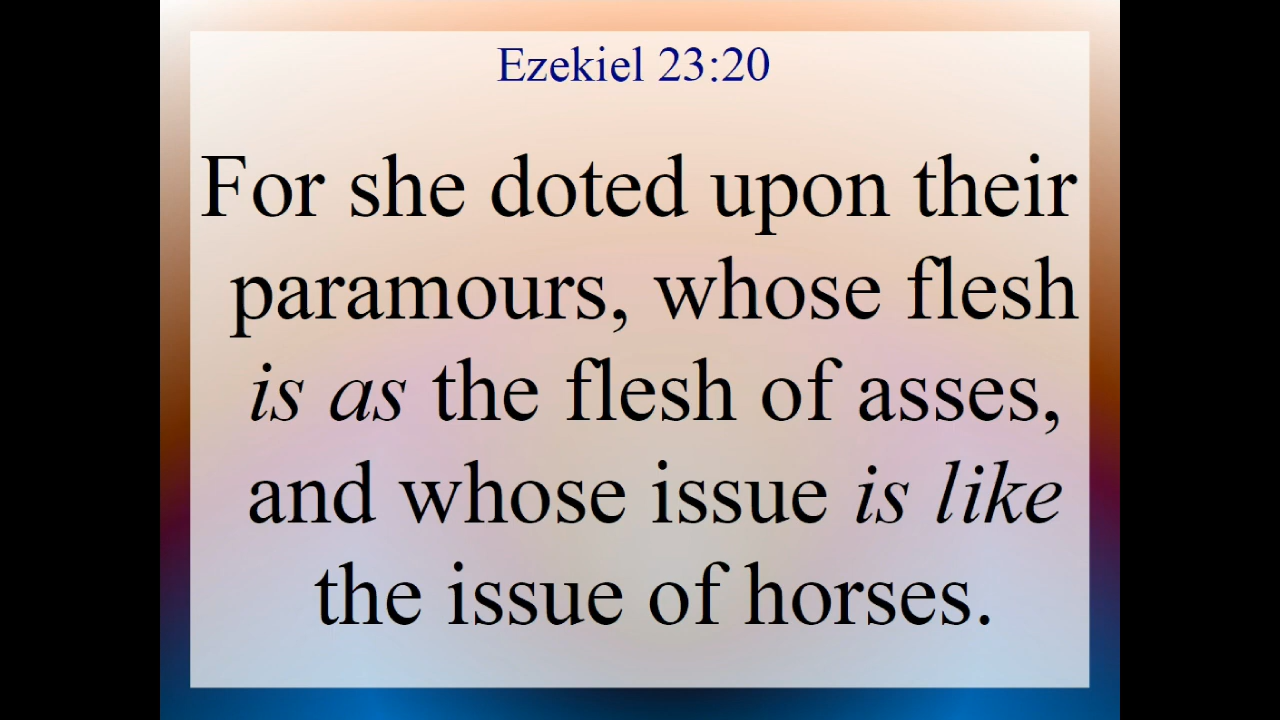 Ezekiel 23:20
For she doted upon their
paramours, whose flesh
is as the flesh of asses,
and whose issue is like
the issue of horses.